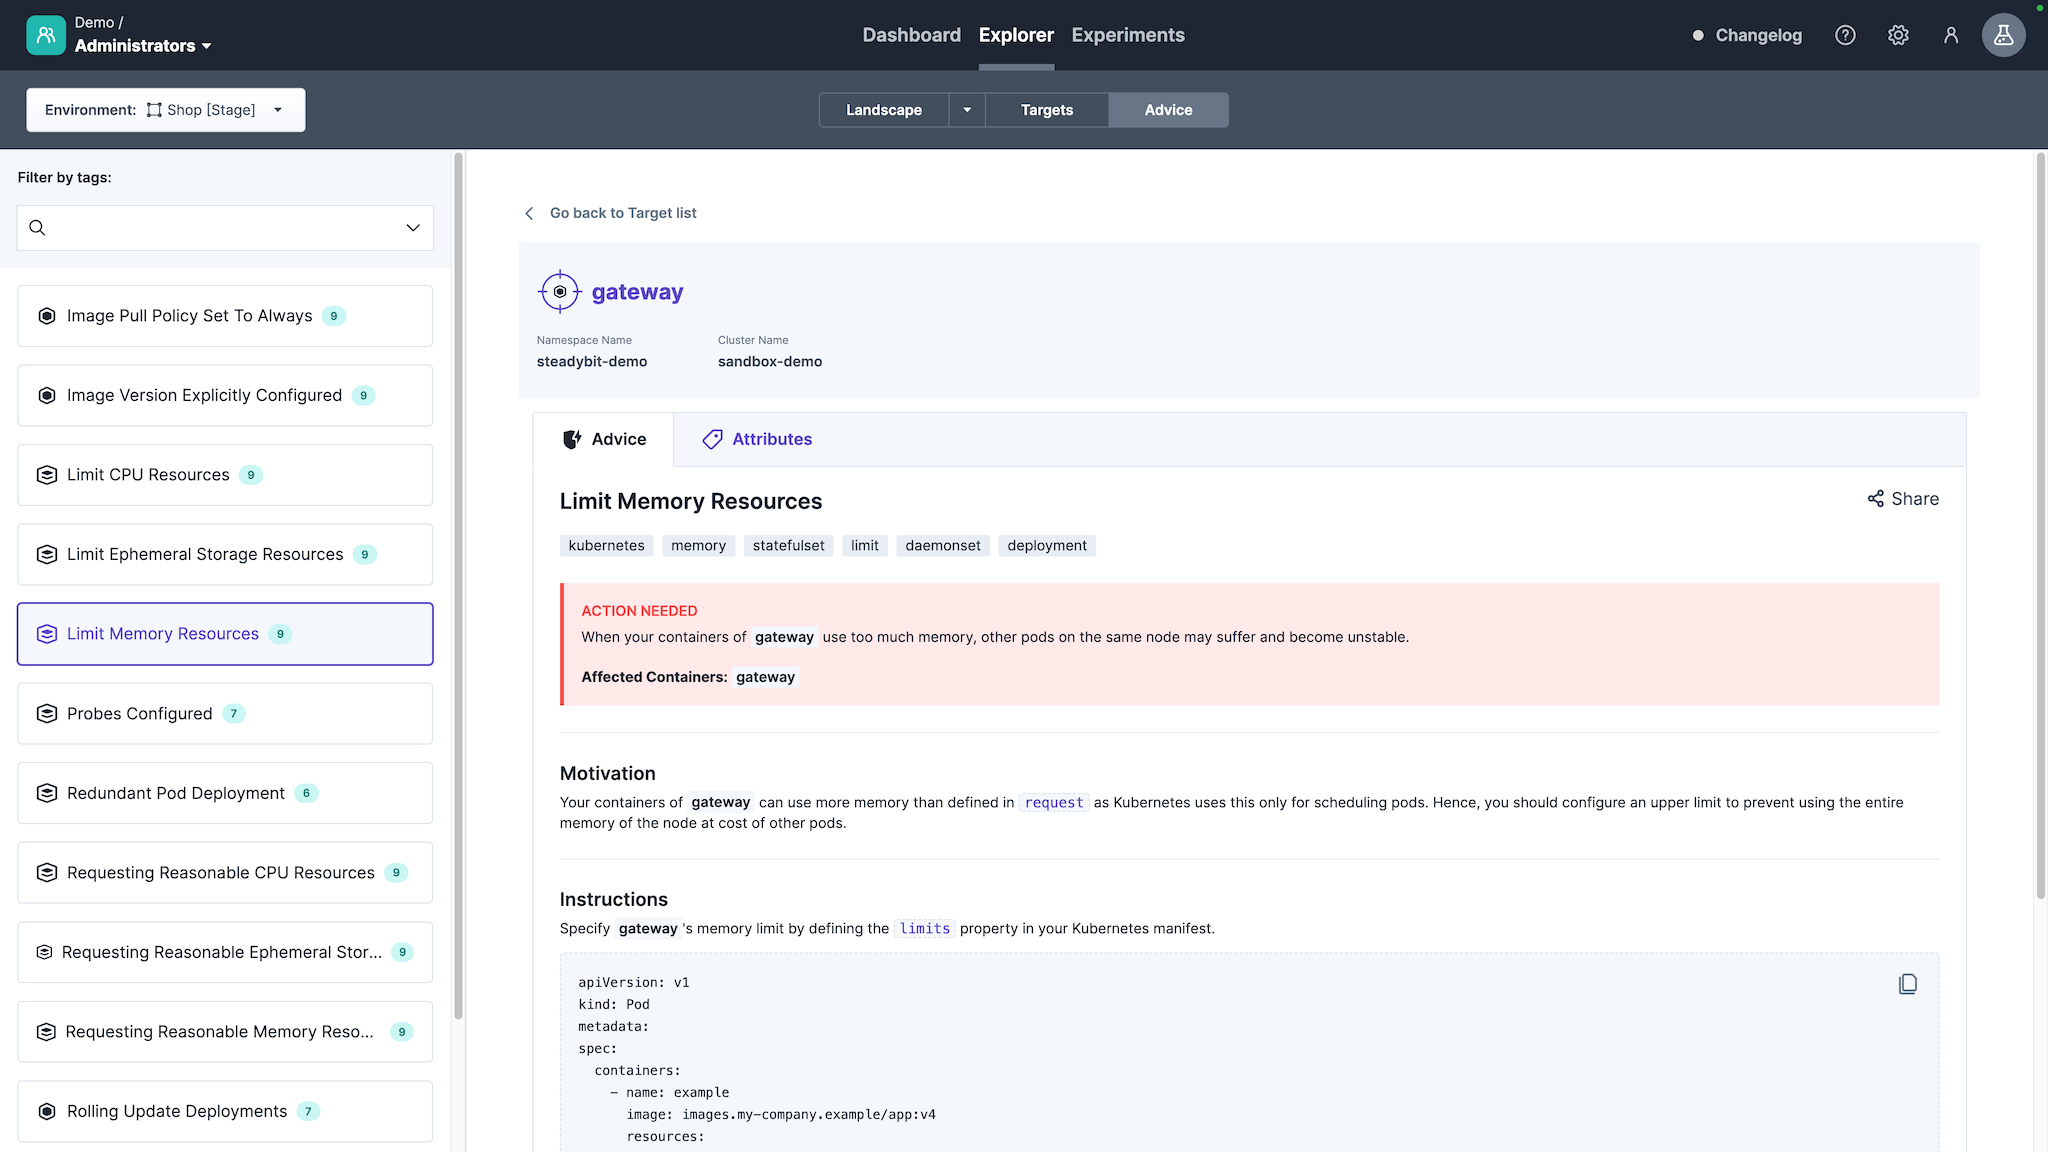 Demo /
Administrators
Dashboard
Explorer
Experiments
Changelog
Environment: Shop [Stage]
Landscape
Targets
Advice
Filter by tags:
Image Pull Policy Set To Always 9
Image Version Explicitly Configured 9
Limit CPU Resources 9
Limit Ephemeral Storage Resources 9
Limit Memory Resources 9
Probes Configured 7
Redundant Pod Deployment 6
Requesting Reasonable CPU Resources 9
Requesting Reasonable Ephemeral Stor... 9
Requesting Reasonable Memory Reso... 9
Rolling Update Deployments 7
Go back to Target list
gateway
Namespace Name
steadybit-demo
Cluster Name
sandbox-demo
Advice
Attributes
Limit Memory Resources
Share
kubernetes memory statefulset limit daemonset deployment
ACTION NEEDED
When your containers of gateway use too much memory, other pods on the same node may suffer and become unstable.
Affected Containers: gateway
Motivation
Your containers of gateway can use more memory than defined in request as Kubernetes uses this only for scheduling pods. Hence, you should configure an upper limit to prevent using the entire
memory of the node at cost of other pods.
Instructions
Specify gateway's memory limit by defining the limits property in your Kubernetes manifest.
apiVersion: v1
kind: Pod
metadata:
spec:
  containers:
    – name: example
      image: images.my-company.example/app:v4
      resources: